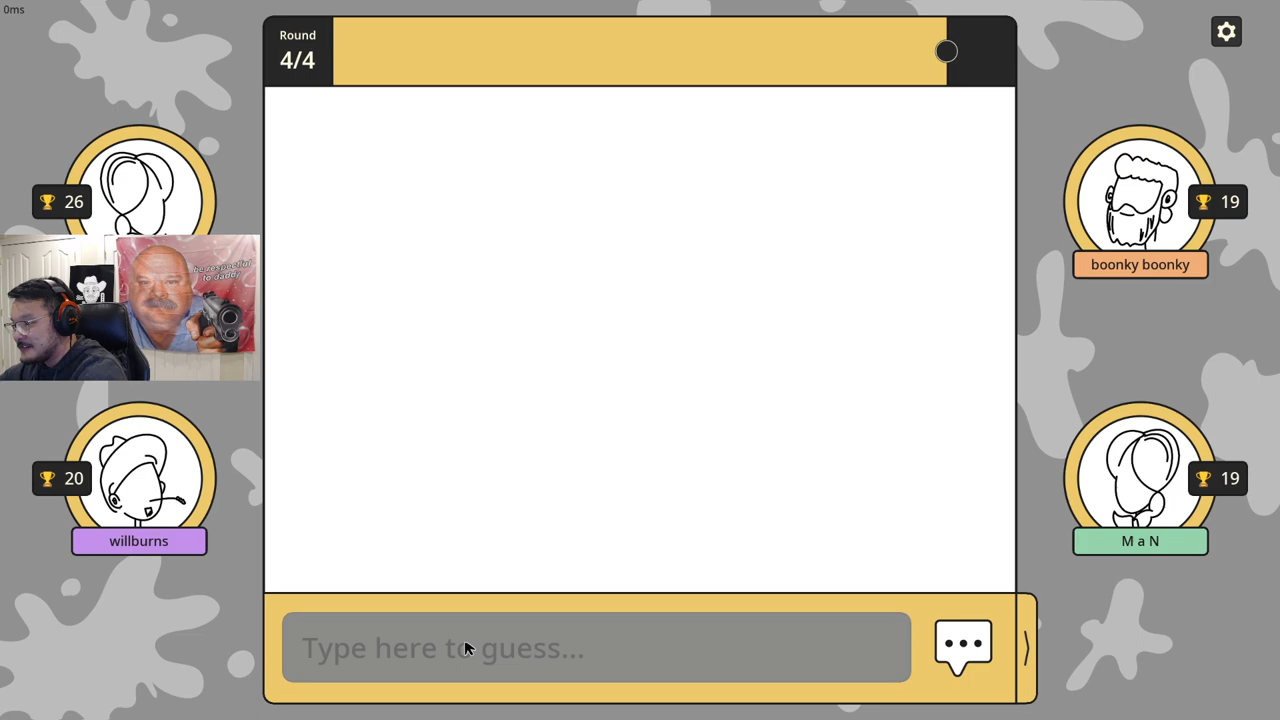 0ms
Round
4/4
26
19
be respectful
to daddy
boonky boonky
20
19
willburns
M a N
Type here to guess...